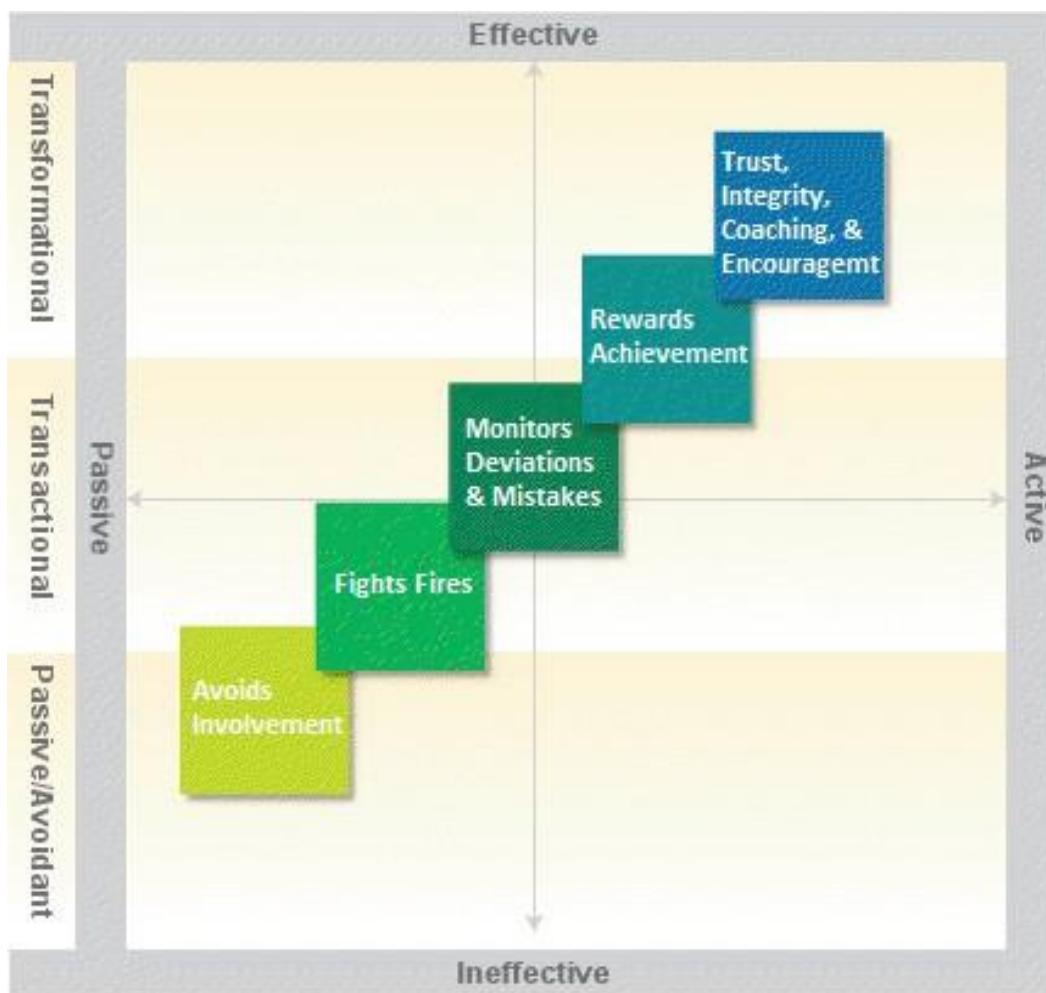 Effective
Transformational
Transactional
Passive/Avoidant
Passive
Trust,
Integrity,
Coaching, &
Encouragemt
Rewards
Achievement
Monitors
Deviations
& Mistakes
Fights Fires
Avoids
Involvement
Active
Ineffective